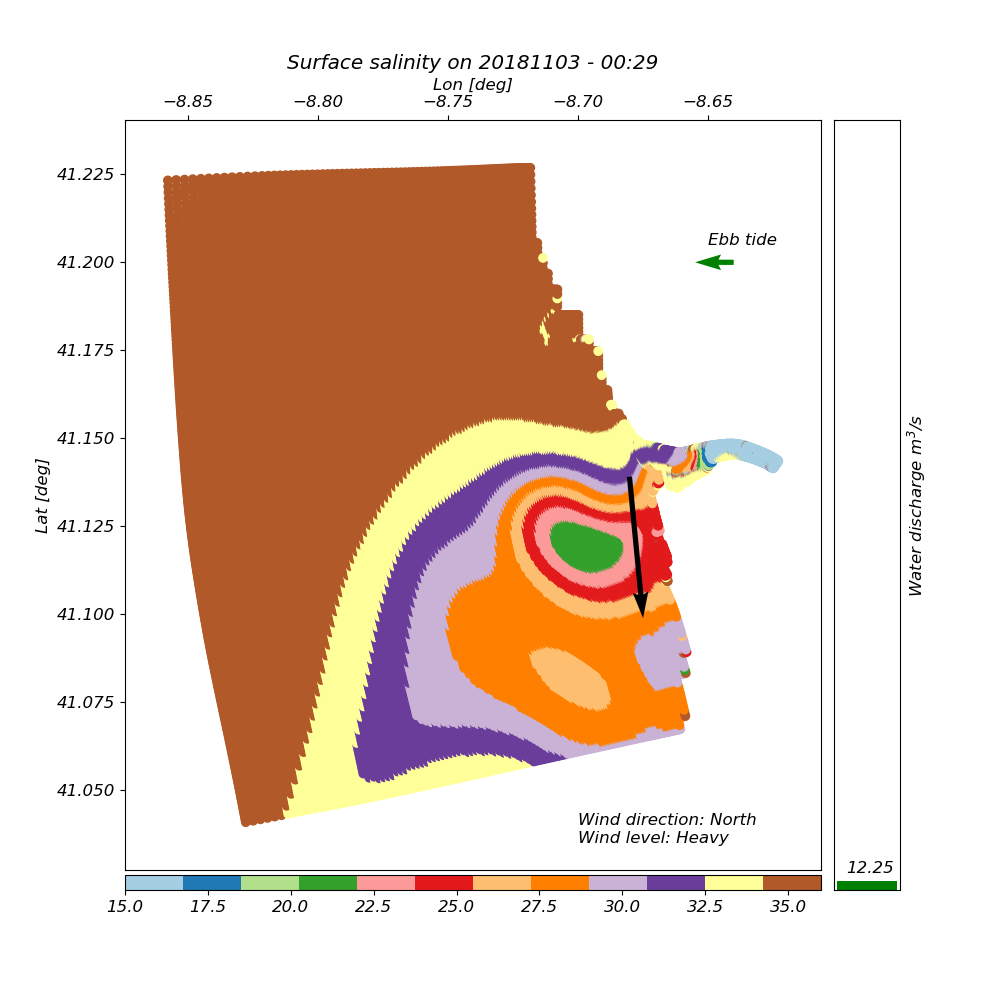 Surface salinity on 20181103 - 00:29
Lon [deg]
−8.85 −8.80 −8.75 −8.70 −8.65
41.225
41.200
41.175
41.150
41.125
41.100
41.075
41.050
Lat [deg]
Ebb tide
Wind direction: North
Wind level: Heavy
15.0 17.5 20.0 22.5 25.0 27.5 30.0 32.5 35.0
12.25
Water discharge m³/s